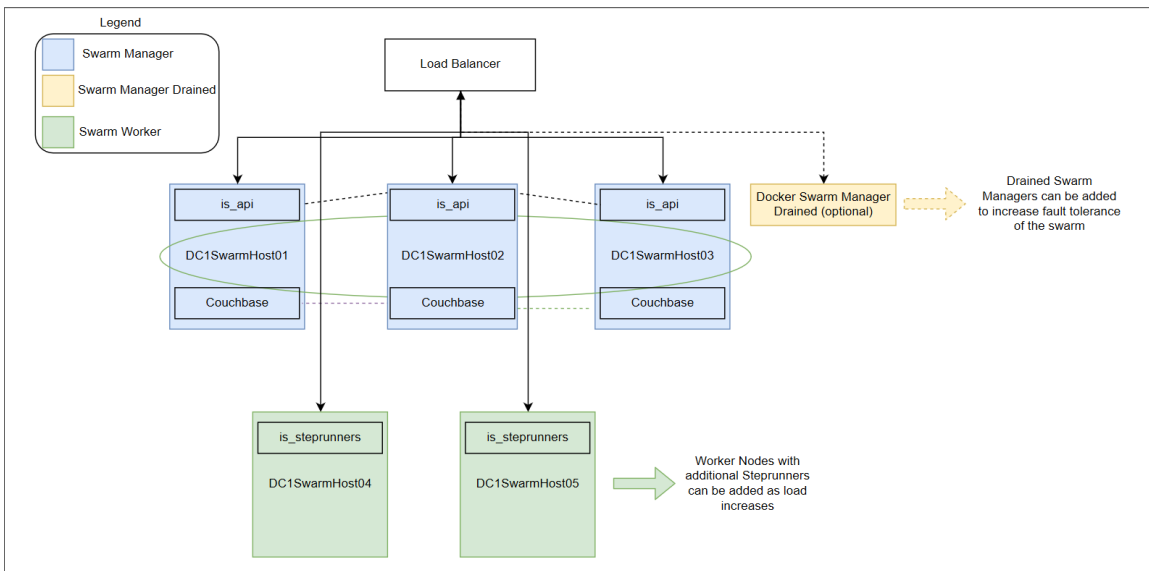 Legend
Swarm Manager
Swarm Manager Drained
Swarm Worker
Load Balancer
is_api
is_api
is_api
Docker Swarm Manager
Drained (optional)
Drained Swarm
Managers can be added
to increase fault tolerance
of the swarm
DC1SwarmHost01
DC1SwarmHost02
DC1SwarmHost03
Couchbase
Couchbase
Couchbase
is_steprunners
is_steprunners
DC1SwarmHost04
DC1SwarmHost05
Worker Nodes with
additional Steprunners
can be added as load
increases